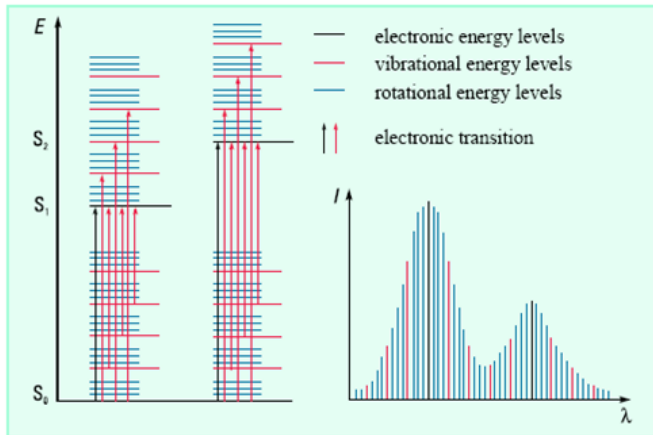 E
electronic energy levels
vibrational energy levels
rotational energy levels
electronic transition
S₂
S₁
I
S₀
λ